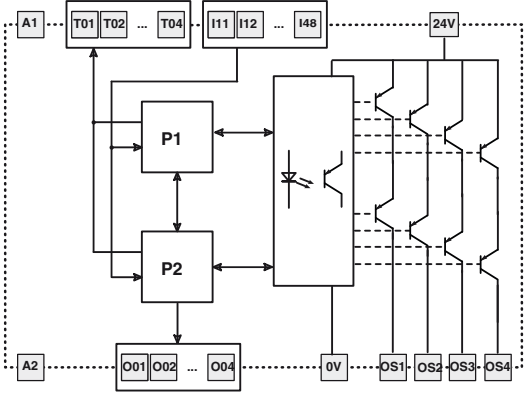 A1 T01 T02 ... T04 I11 I12 ... I48 24V
P1
P2
A2 O01 O02 ... O04 0V OS1 OS2 OS3 OS4